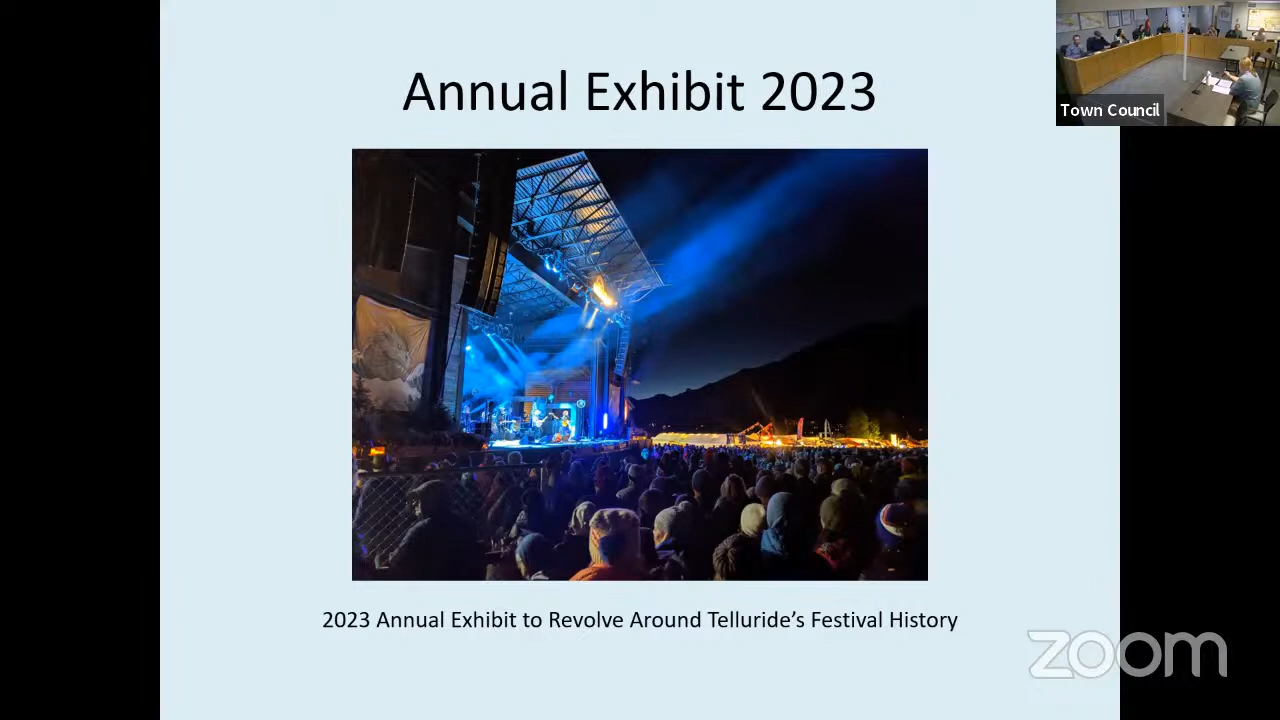 Annual Exhibit 2023
Town Council
2023 Annual Exhibit to Revolve Around Telluride's Festival History
zoom